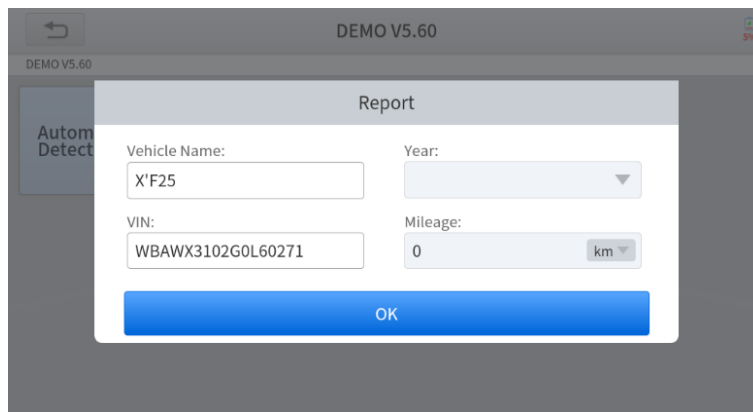 DEMO V5.60
5%
DEMO V5.60
Report
Autom
Detect
Vehicle Name:
Year:
X'F25
VIN:
Mileage:
WBAWX3102G0L60271
0
km
OK